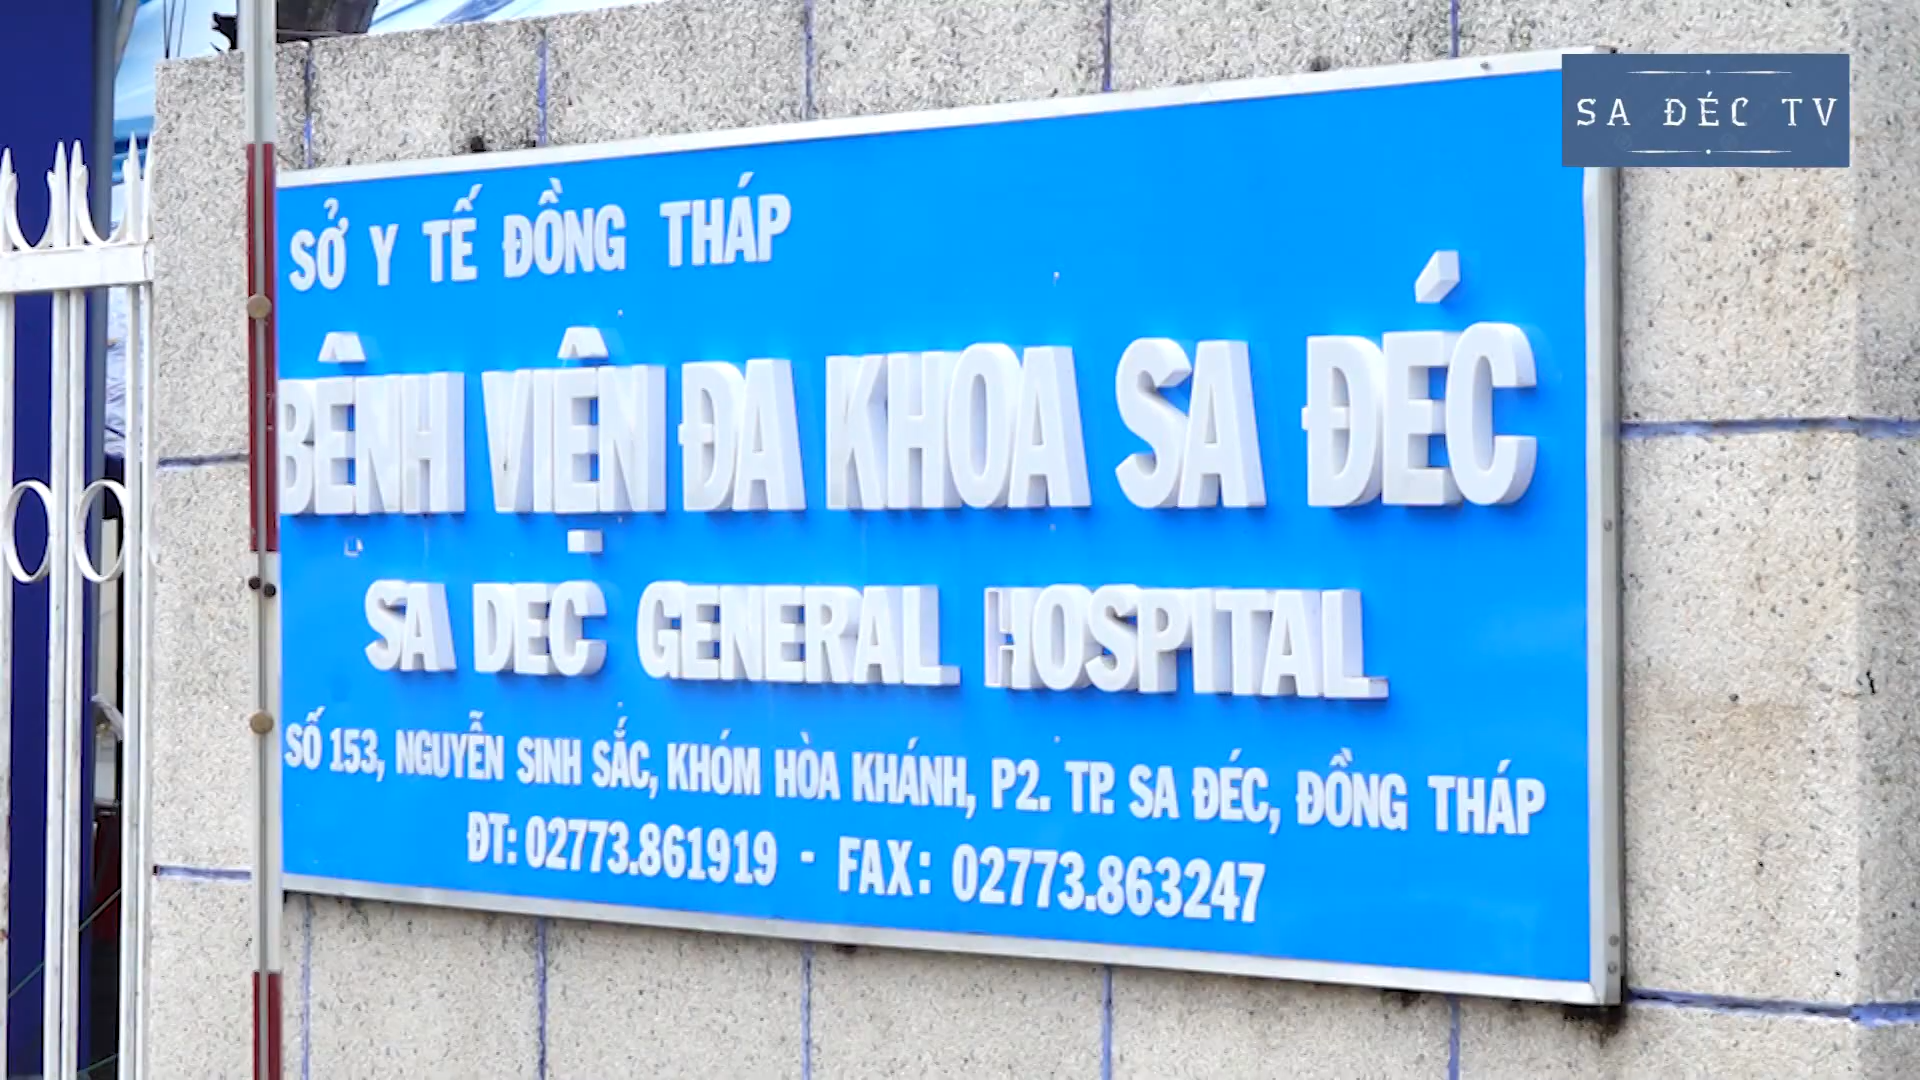 SA ĐÉC TV
SỞ Y TẾ ĐỒNG THÁP
BỆNH VIỆN ĐA KHOA SA ĐÉC
SA DEC GENERAL HOSPITAL
SỐ 153, NGUYỄN SINH SẮC, KHÓM HÒA KHÁNH, P2. TP. SA ĐÉC, ĐỒNG THÁP
ĐT: 02773.861919 - FAX: 02773.863247